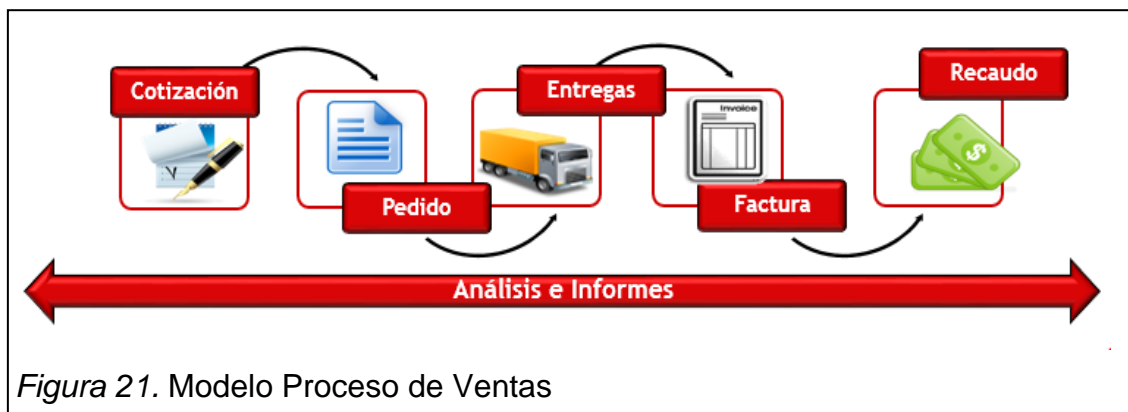 Cotización
Pedido
Entregas
Invoice
Factura
Recaudo
Análisis e Informes
Figura 21. Modelo Proceso de Ventas